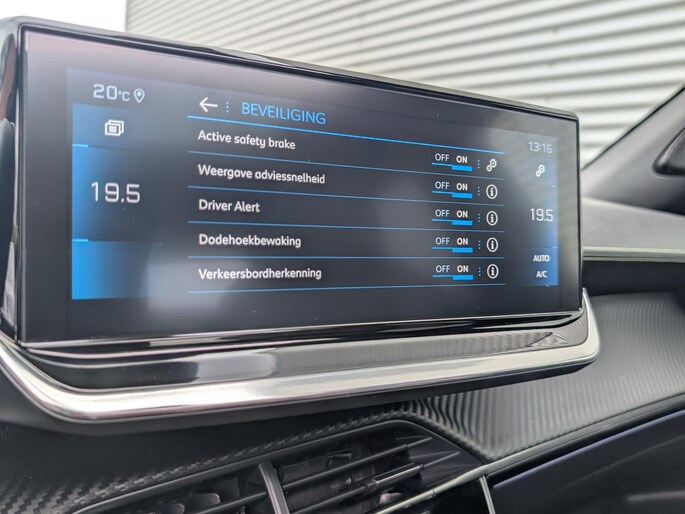 20°C
BEVEILIGING
13:16
Active safety brake OFF ON
Weergave adviessnelheid OFF ON
19.5
19.5
Driver Alert OFF ON
Dodehoekbewaking OFF ON
AUTO
Verkeersbordherkenning OFF ON
A/C